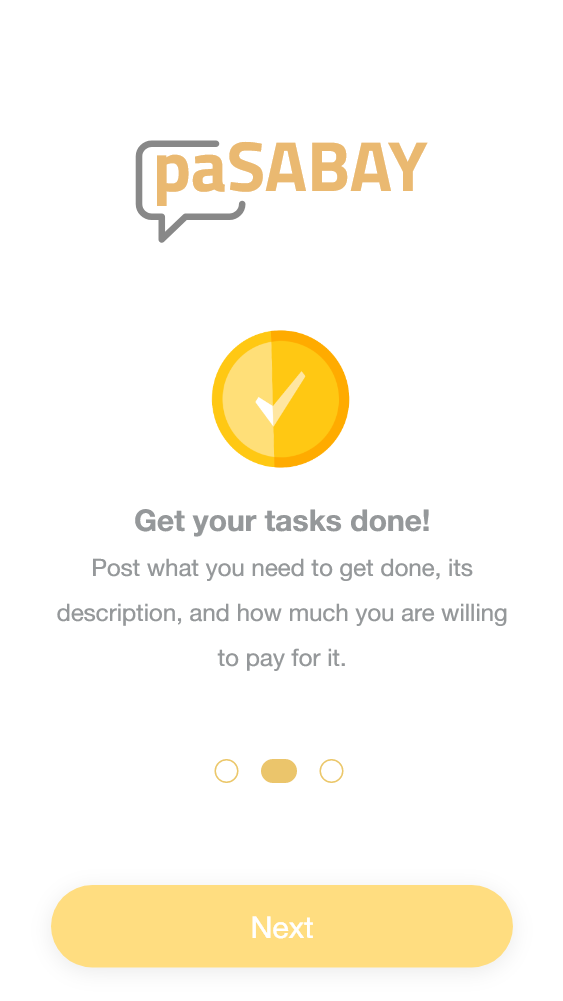 paSABAY
Get your tasks done!
Post what you need to get done, its
description, and how much you are willing
to pay for it.
Next